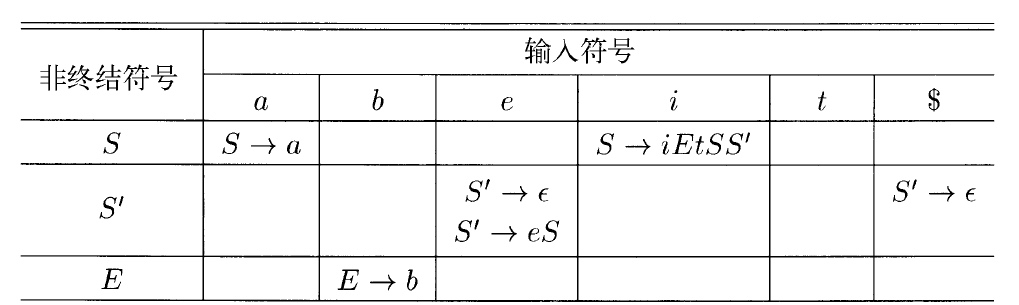 输入符号
非终结符号
a b e i t $
S S → a S → iEtSS′
S′ → ϵ S′ → ϵ
S′
S′ → eS
E E → b